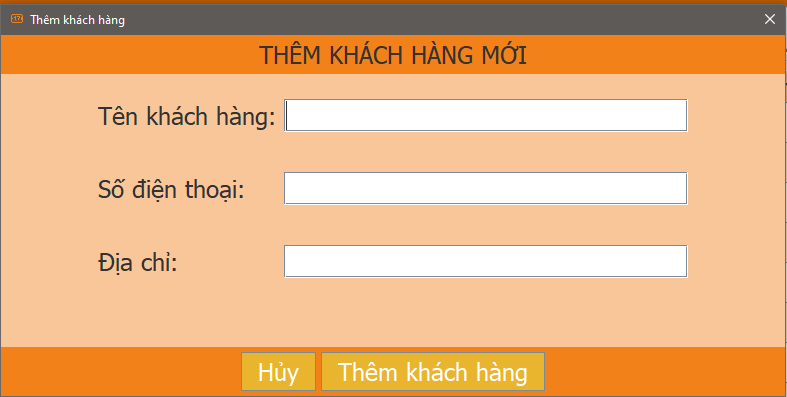 Thêm khách hàng
THÊM KHÁCH HÀNG MỚI
Tên khách hàng:
Số điện thoại:
Địa chỉ:
Hủy Thêm khách hàng